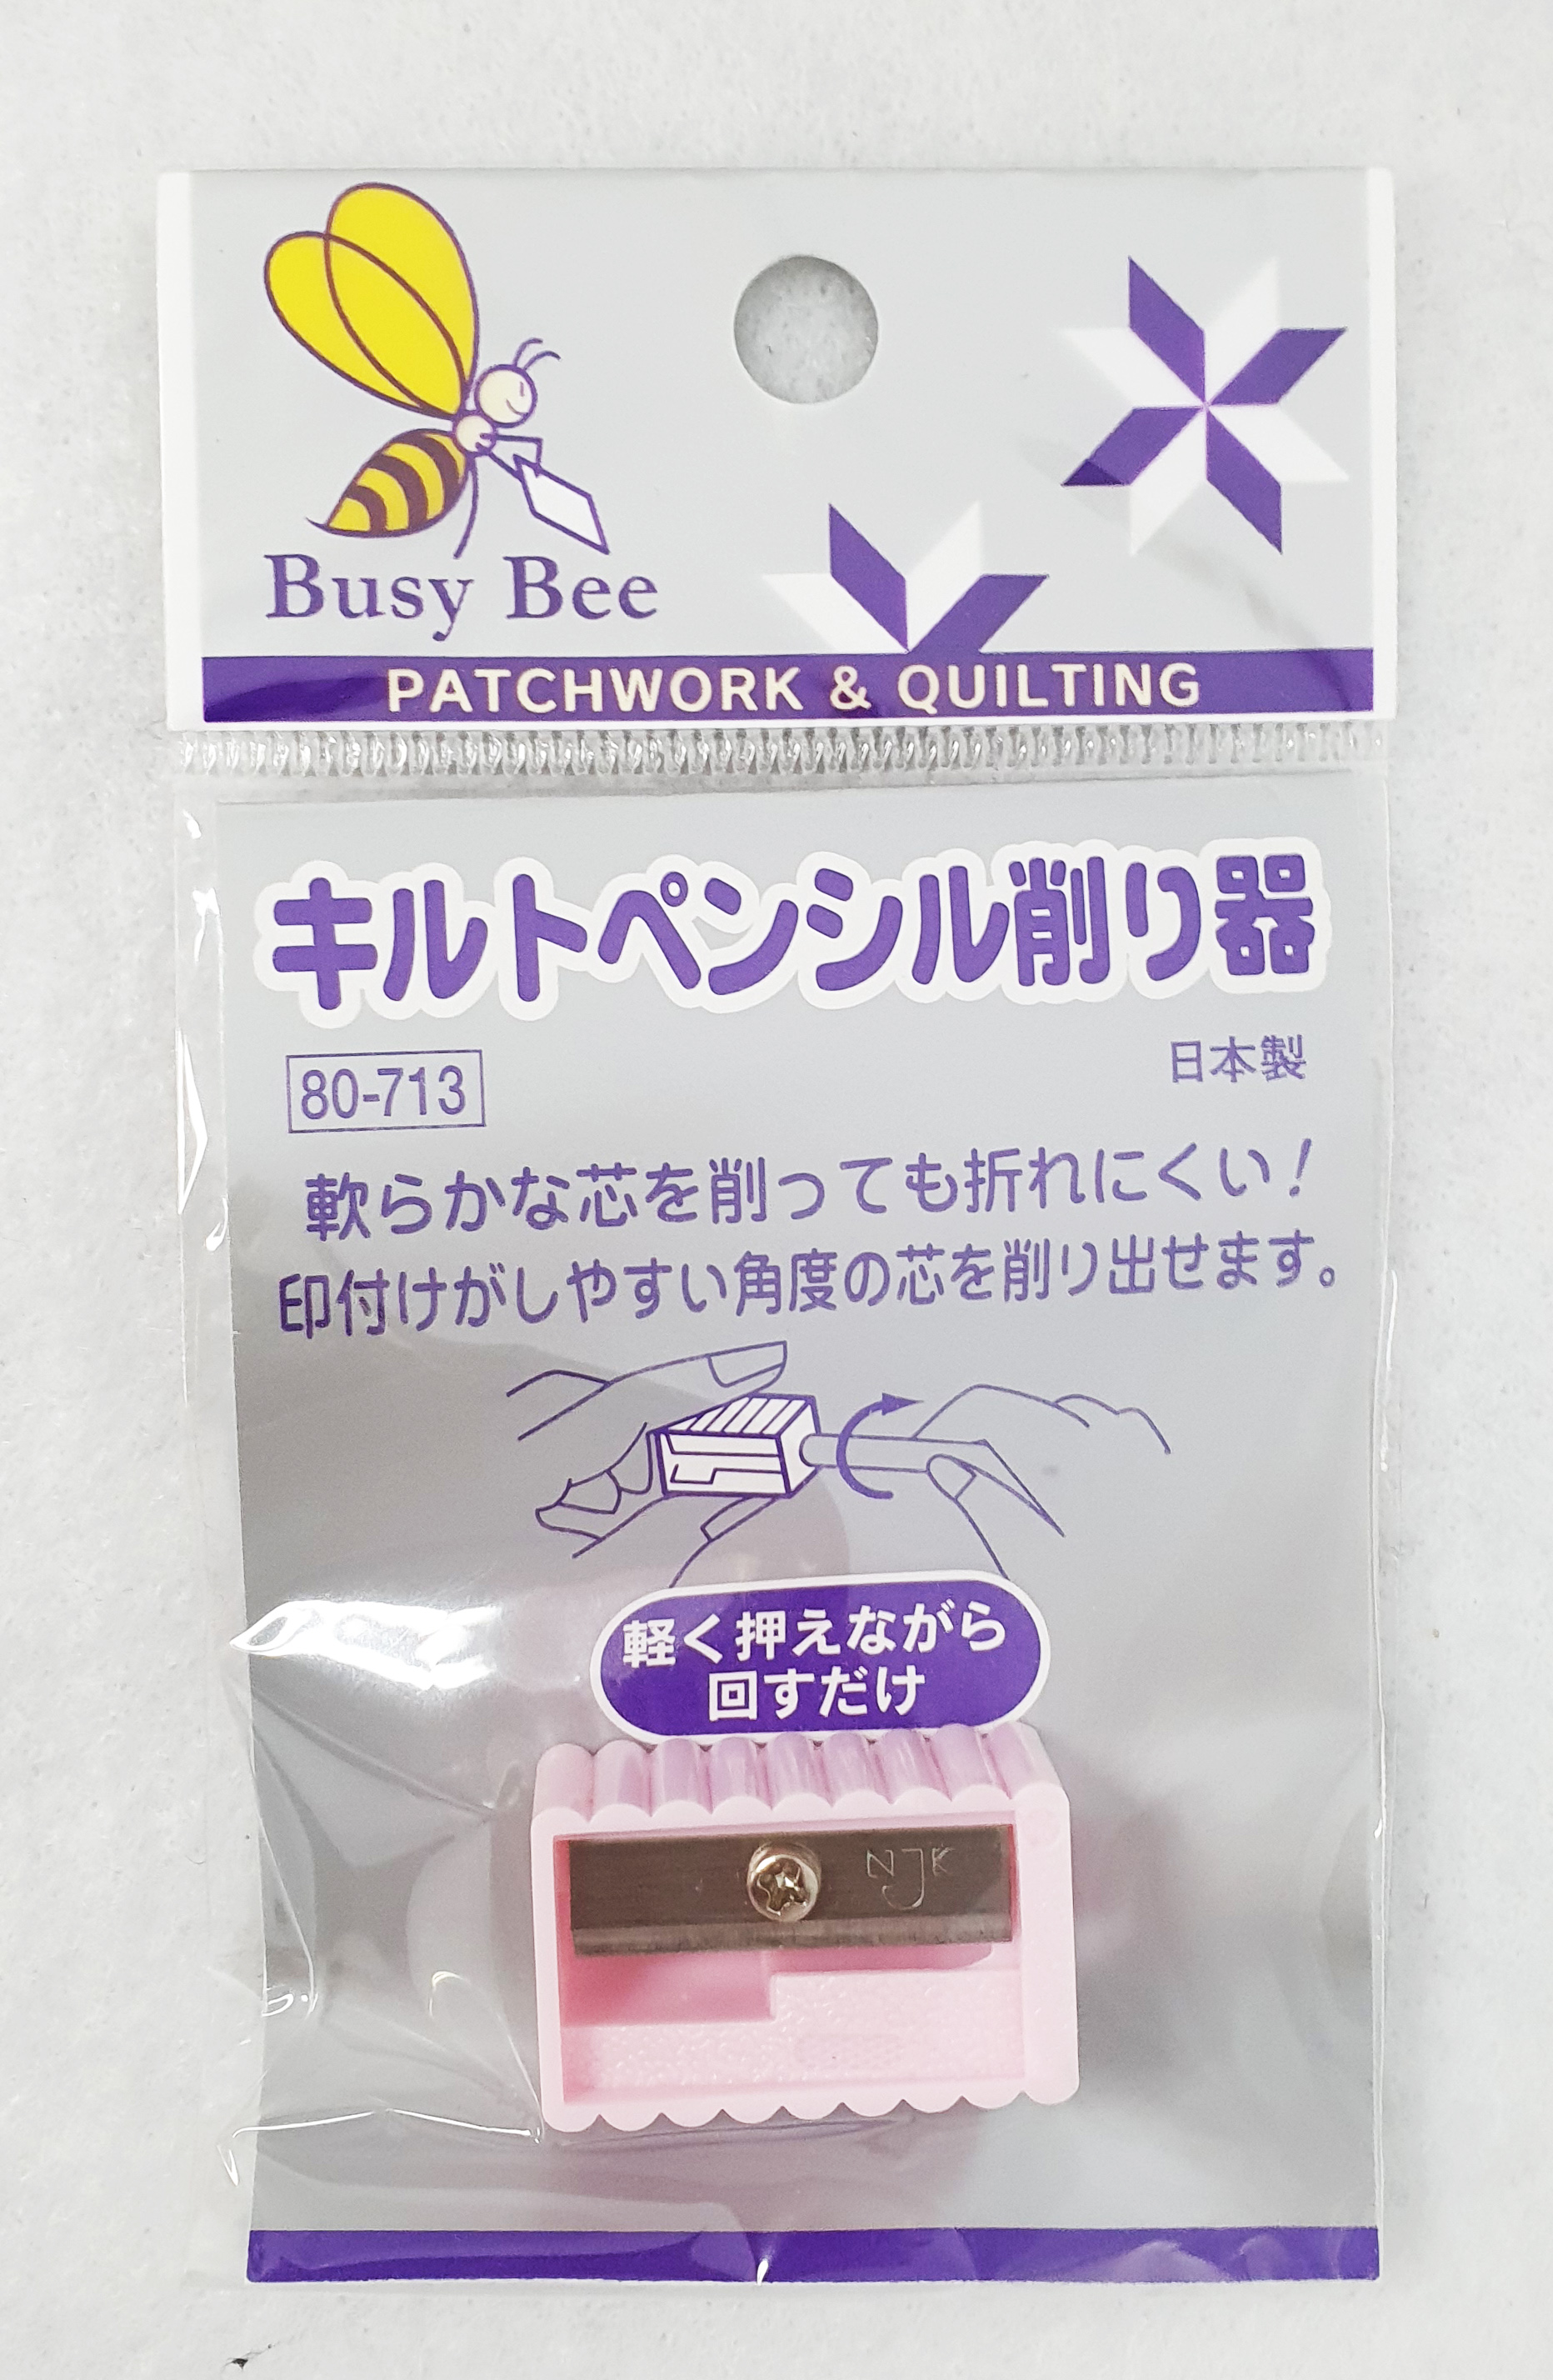 Busy Bee
PATCHWORK & QUILTING
キルトペンシル削り器
80-713
日本製
軟らかな芯を削っても折れにくい!
印付けがしやすい角度の芯を削り出せます。
軽く押えながら
回すだけ
NJK